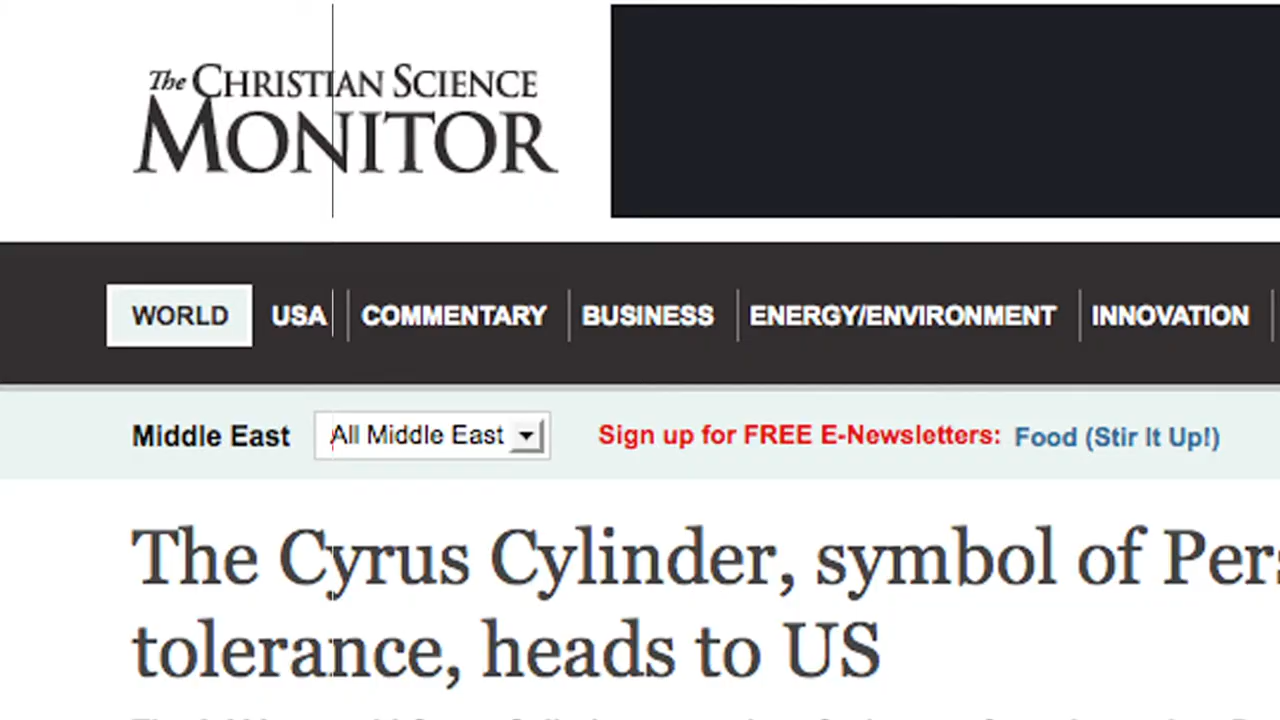 The CHRISTIAN SCIENCE
MONITOR
WORLD USA COMMENTARY BUSINESS ENERGY/ENVIRONMENT INNOVATION
Middle East All Middle East Sign up for FREE E-Newsletters: Food (Stir It Up!)
The Cyrus Cylinder, symbol of Pers
tolerance, heads to US